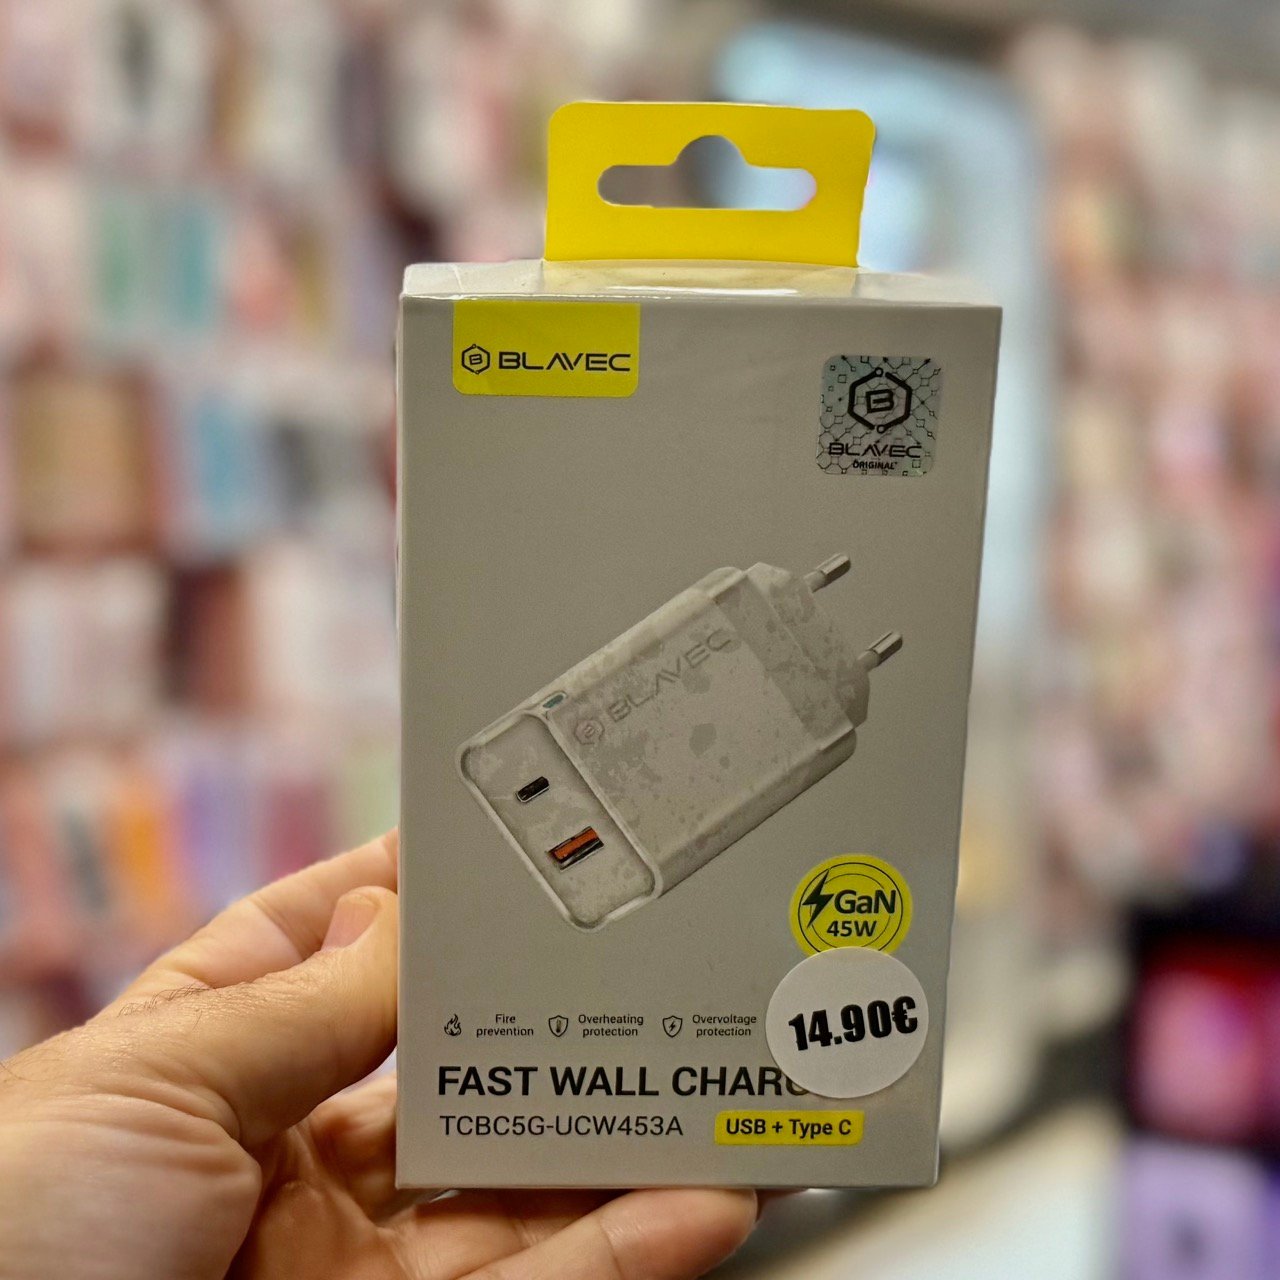 BLAVEC
B
BLAVEC
ORIGINAL
BLAVEC
GaN
45W
14.90€
Fire
prevention
Overheating
protection
Overvoltage
protection
FAST WALL
TCBC5G-UCW453A
USB + Type C